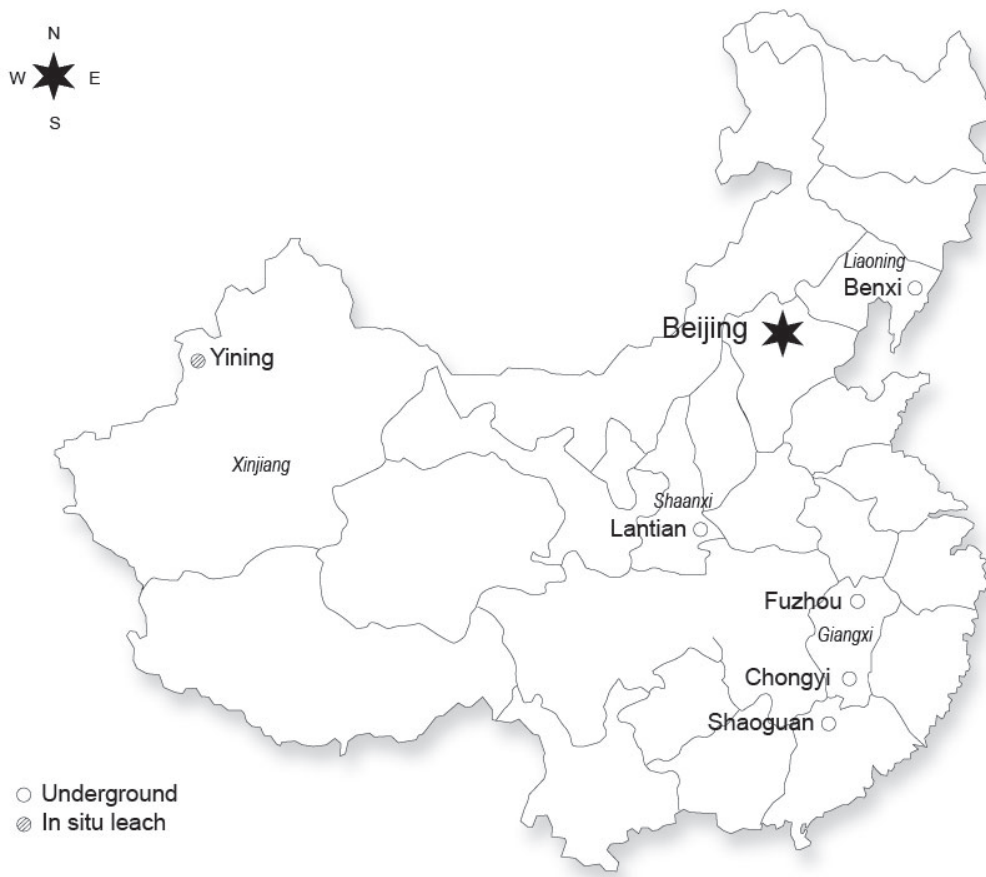 N
W E
S
Liaoning
Benxi
Beijing
Yining
Xinjiang
Shaanxi
Lantian
Fuzhou
Giangxi
Chongyi
Shaoguan
Underground
In situ leach